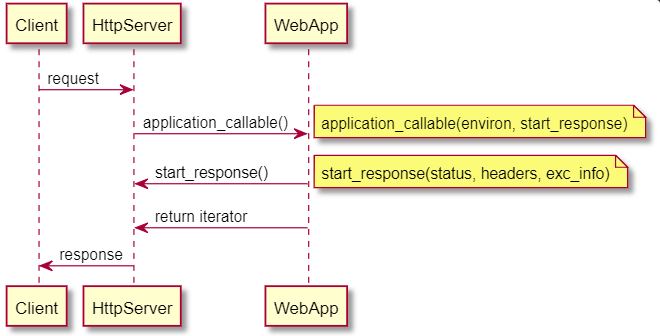 Client HttpServer WebApp
request
application_callable() application_callable(environ, start_response)
start_response() start_response(status, headers, exc_info)
return iterator
response
Client HttpServer WebApp